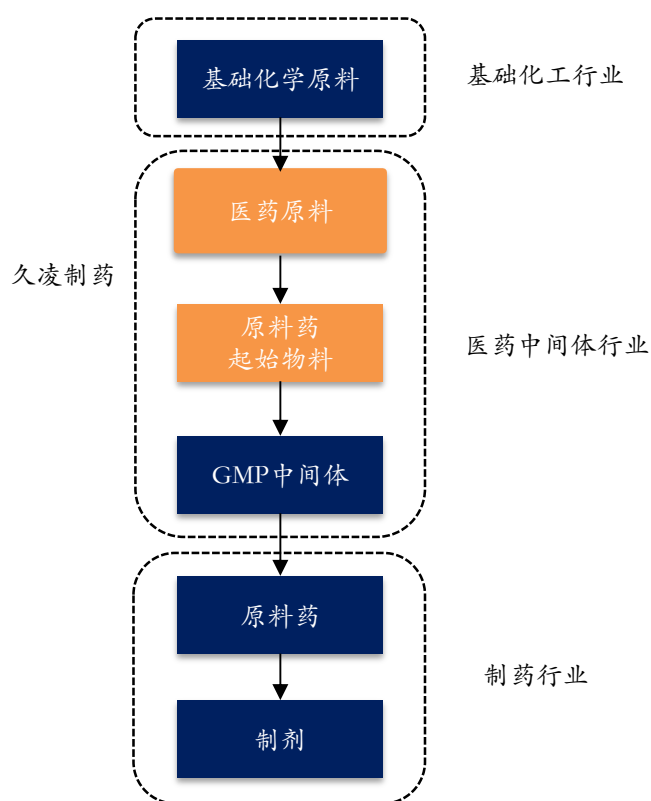 基础化学原料
基础化工行业
医药原料
久凌制药
原料药
起始物料
医药中间体行业
GMP中间体
原料药
制药行业
制剂